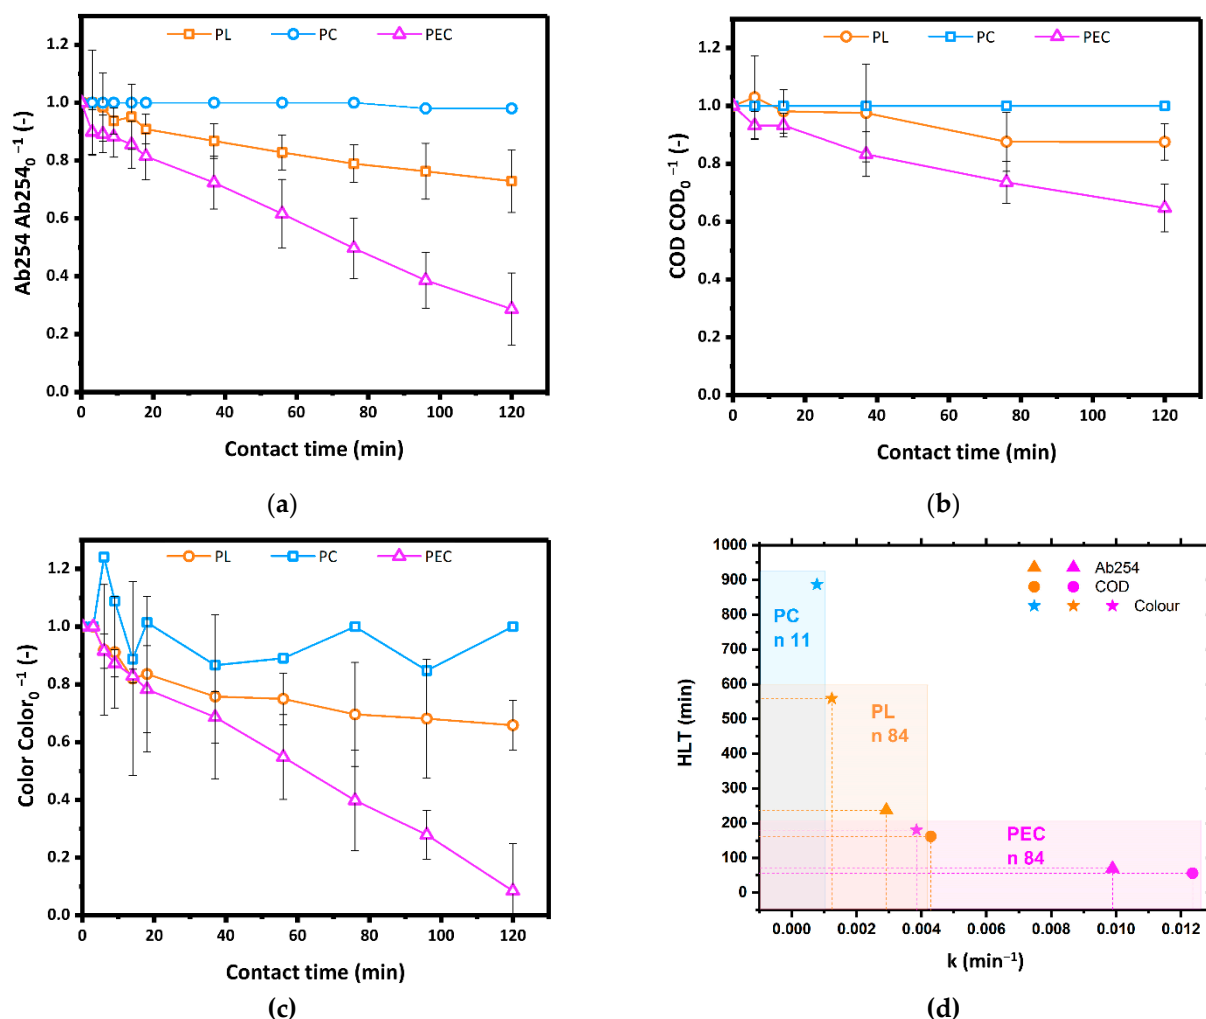 (a)
PL PC PEC
Ab254 Ab254₀⁻¹ (-)
1.2
1.0
0.8
0.6
0.4
0.2
0.0
0 20 40 60 80 100 120
Contact time (min)
(b)
PL PC PEC
COD COD₀⁻¹ (-)
1.2
1.0
0.8
0.6
0.4
0.2
0.0
0 20 40 60 80 100 120
Contact time (min)
(c)
PL PC PEC
Color Color₀⁻¹ (-)
1.2
1.0
0.8
0.6
0.4
0.2
0.0
0 20 40 60 80 100 120
Contact time (min)
(d)
HLT (min)
1000
900
800
700
600
500
400
300
200
100
0
Ab254
COD
Colour
PC
n 11
PL
n 84
PEC
n 84
0.000 0.002 0.004 0.006 0.008 0.010 0.012
k (min⁻¹)